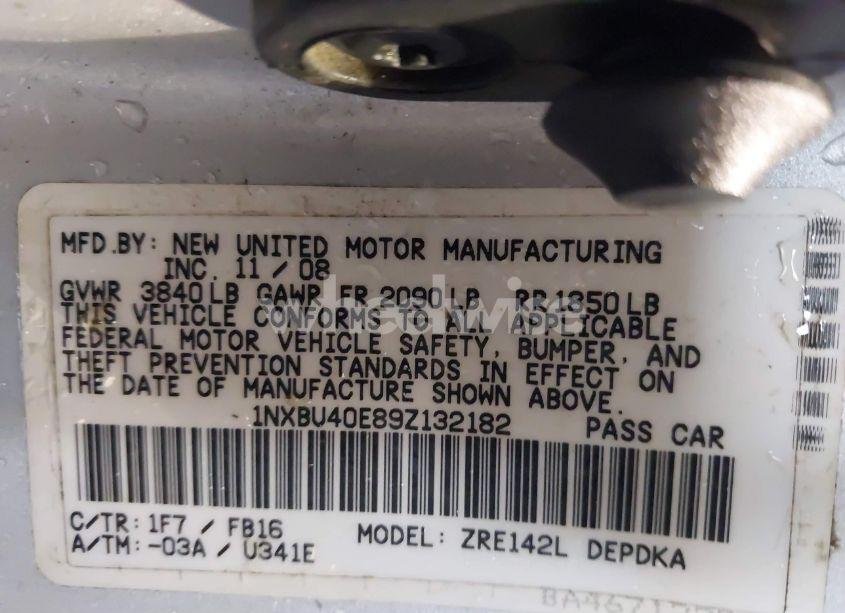 MFD.BY: NEW UNITED MOTOR MANUFACTURING
INC. 11 / 08
GVWR 3840 LB GAWR FR 2090 LB RR 1850 LB
THIS VEHICLE CONFORMS TO ALL APPLICABLE
FEDERAL MOTOR VEHICLE SAFETY, BUMPER, AND
THEFT PREVENTION STANDARDS IN EFFECT ON
THE DATE OF MANUFACTURE SHOWN ABOVE.
1NXBU40E89Z132182 PASS CAR
C/TR: 1F7 / FB16
A/TM: -03A / U341E
MODEL: ZRE142L DEPDKA